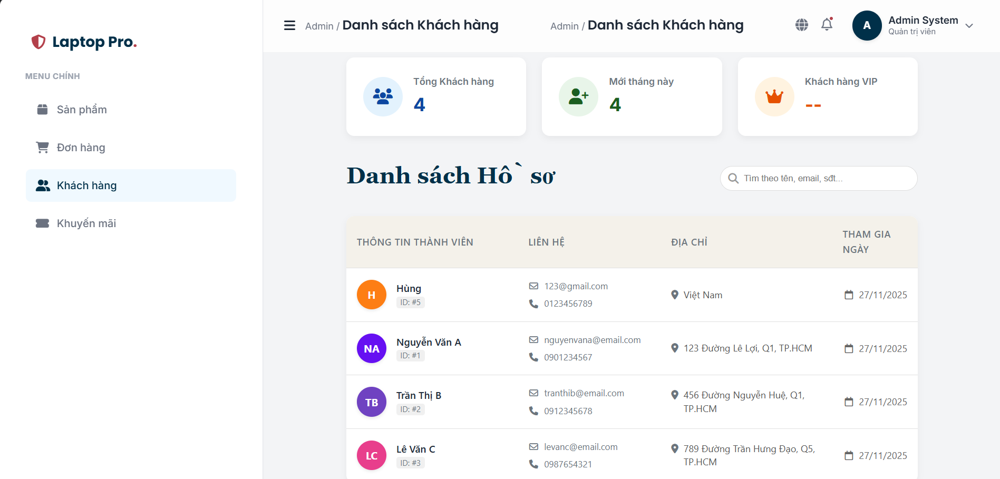 Laptop Pro.
MENU CHÍNH
Sản phẩm
Đơn hàng
Khách hàng
Khuyến mãi
Admin / Danh sách Khách hàng
Admin / Danh sách Khách hàng
A
Admin System
Quản trị viên
Tổng Khách hàng
4
Mới tháng này
4
Khách hàng VIP
--
Danh sách Hồ sơ
Tìm theo tên, email, sđt...
THÔNG TIN THÀNH VIÊN
LIÊN HỆ
ĐỊA CHỈ
THAM GIA
NGÀY
H
Hùng
ID: #5
123@gmail.com
0123456789
Việt Nam
27/11/2025
NA
Nguyễn Văn A
ID: #1
nguyenvana@email.com
0901234567
123 Đường Lê Lợi, Q1, TP.HCM
27/11/2025
TB
Trần Thị B
ID: #2
tranthib@email.com
0912345678
456 Đường Nguyễn Huệ, Q1,
TP.HCM
27/11/2025
LC
Lê Văn C
ID: #3
levanc@email.com
0987654321
789 Đường Trần Hưng Đạo, Q5,
TP.HCM
27/11/2025